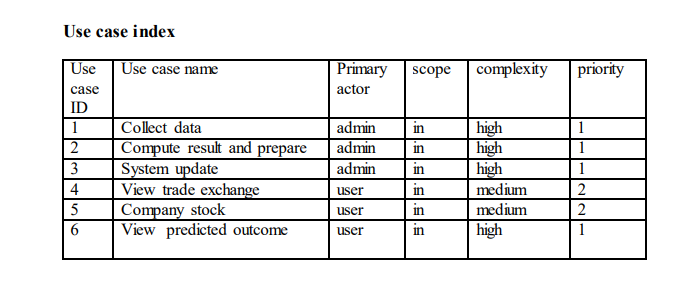 Use case index
Use case ID Use case name Primary actor scope complexity priority
1 Collect data admin in high 1
2 Compute result and prepare admin in high 1
3 System update admin in high 1
4 View trade exchange user in medium 2
5 Company stock user in medium 2
6 View predicted outcome user in high 1